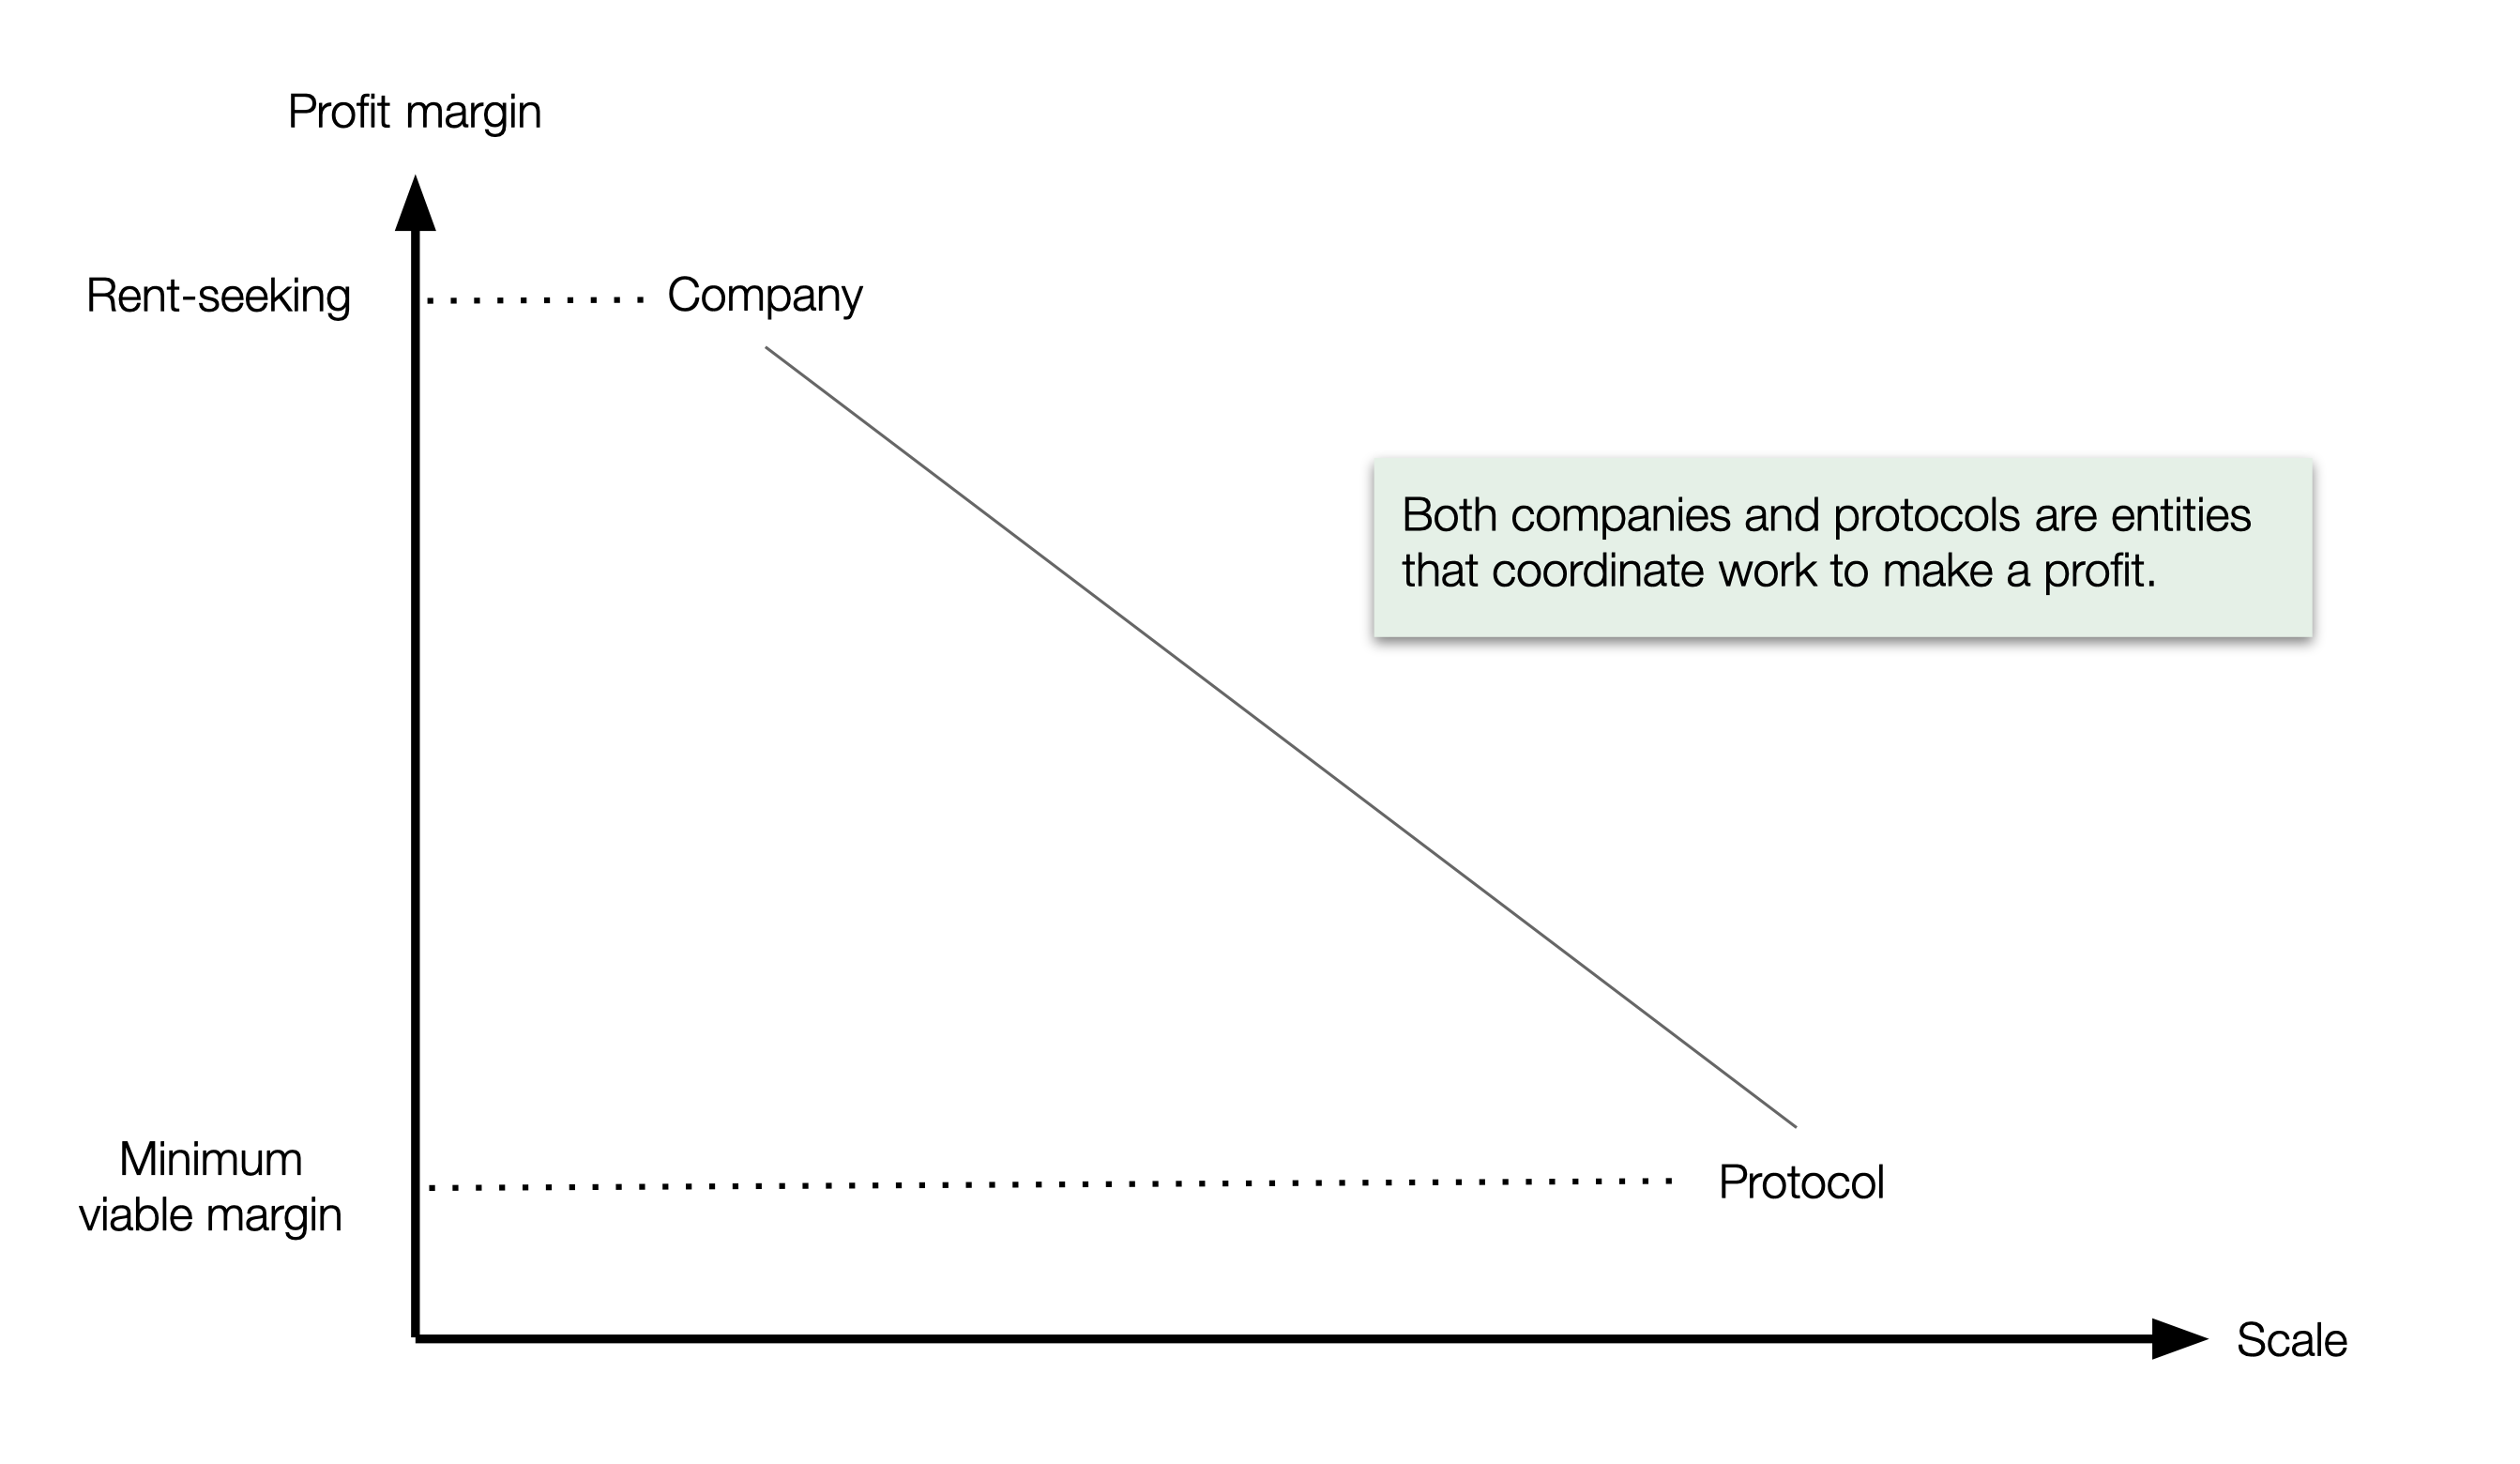 Profit margin
Rent-seeking
Company
Both companies and protocols are entities
that coordinate work to make a profit.
Minimum
viable margin
Protocol
Scale